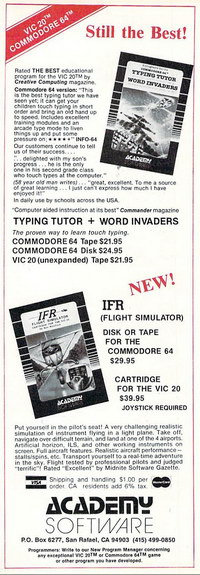 VIC 20™
COMMODORE 64™
Still the Best!
Rated THE BEST educational
program for the VIC 20™ by
Creative Computing magazine.
Commodore 64 version: "This
is the best typing tutor we have
seen yet; it can get your
children touch typing in short
order and bring an old hand up
to speed. Includes excellent
training modules and an
arcade type mode to liven
things up and put some
pressure on; ★★★★+" INFO-64
Our customers continue to tell
us of their success. . . .
". . . delighted with my son's
progress . . . he is the only
one in his second grade class
who touch types at the computer."
(58 year old man writes) . . . "great, excellent. To me a source
of great learning . . . I just can't express how much I have
enjoyed it!"
In daily use by schools across the USA.
"Computer aided instruction at its best" Commander magazine
TYPING TUTOR + WORD INVADERS
The proven way to learn touch typing.
COMMODORE 64 Tape $21.95
COMMODORE 64 Disk $24.95
VIC 20 (unexpanded) Tape $21.95
TYPING TUTOR
WORD INVADERS
ACADEMY
NEW!
IFR
(FLIGHT SIMULATOR)
DISK OR TAPE
FOR THE
COMMODORE 64
$29.95
CARTRIDGE
FOR THE VIC 20
$39.95
JOYSTICK REQUIRED
IFR
FLIGHT SIMULATOR
ACADEMY
Put yourself in the pilot's seat! A very challenging realistic
simulation of instrument flying in a light plane. Take off,
navigate over difficult terrain, and land at one of the 4 airports.
Artificial horizon, ILS, and other working instruments on
screen. Full aircraft features. Realistic aircraft performance —
stalls/spins, etc. Transport yourself to a real-time adventure
in the sky. Flight tested by professional pilots and judged
"terrific"! Rated "Excellent" by Midnite Software Gazette.
VISA
Shipping and handling $1.00 per
order. CA residents add 6% tax.
ACADEMY
SOFTWARE
P.O. Box 6277, San Rafael, CA 94903 (415) 499-0850
Programmers: Write to our New Program Manager concerning
any exceptional VIC 20™ or Commodore 64™ game
or other program you have developed.